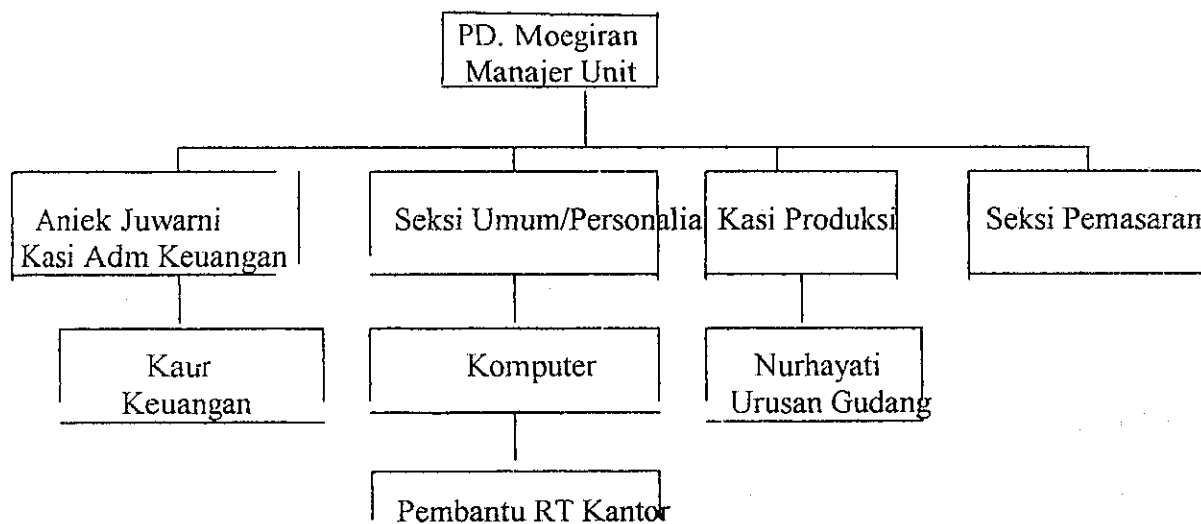 PD. Moegiran
Manajer Unit
Aniek Juwarni
Kasi Adm Keuangan
Seksi Umum/Personalia
Kasi Produksi
Seksi Pemasaran
Kaur
Keuangan
Komputer
Nurhayati
Urusan Gudang
Pembantu RT Kantor